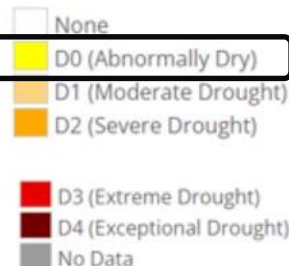 None
D0 (Abnormally Dry)
D1 (Moderate Drought)
D2 (Severe Drought)
D3 (Extreme Drought)
D4 (Exceptional Drought)
No Data